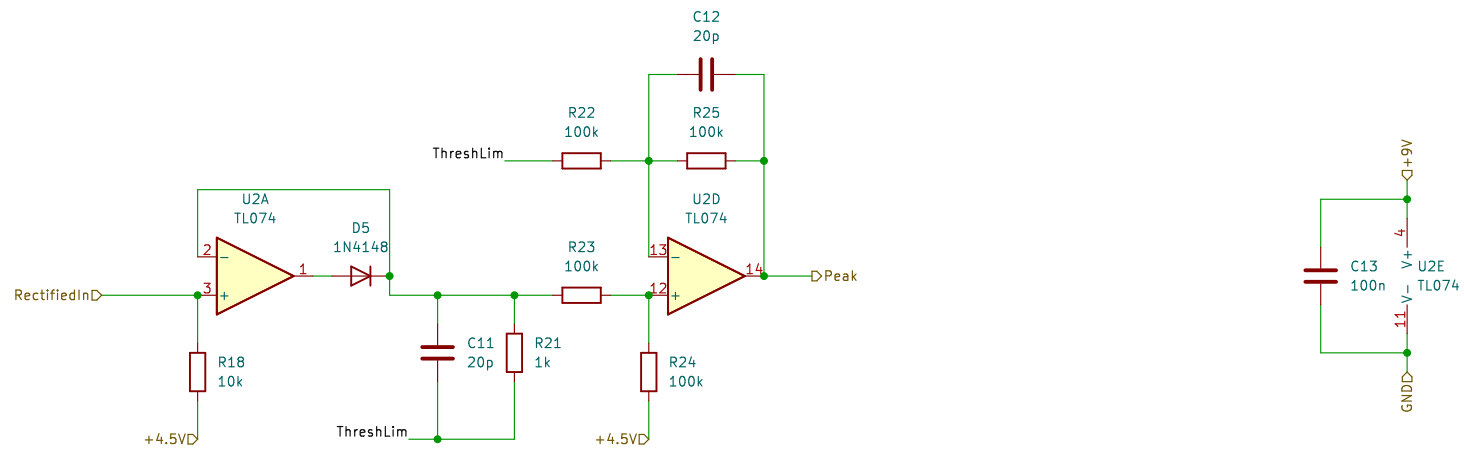 C12
20p
R22
100k
R25
100k
ThreshLim
+9V
U2A
TL074
U2D
TL074
D5
1N4148
R23
100k
2
−
1
3
+
13
−
14
12
+
RectifiedIn
Peak
4
V+
C13
100n
U2E
TL074
V−
11
R18
10k
C11
20p
R21
1k
R24
100k
GND
ThreshLim
+4.5V
+4.5V